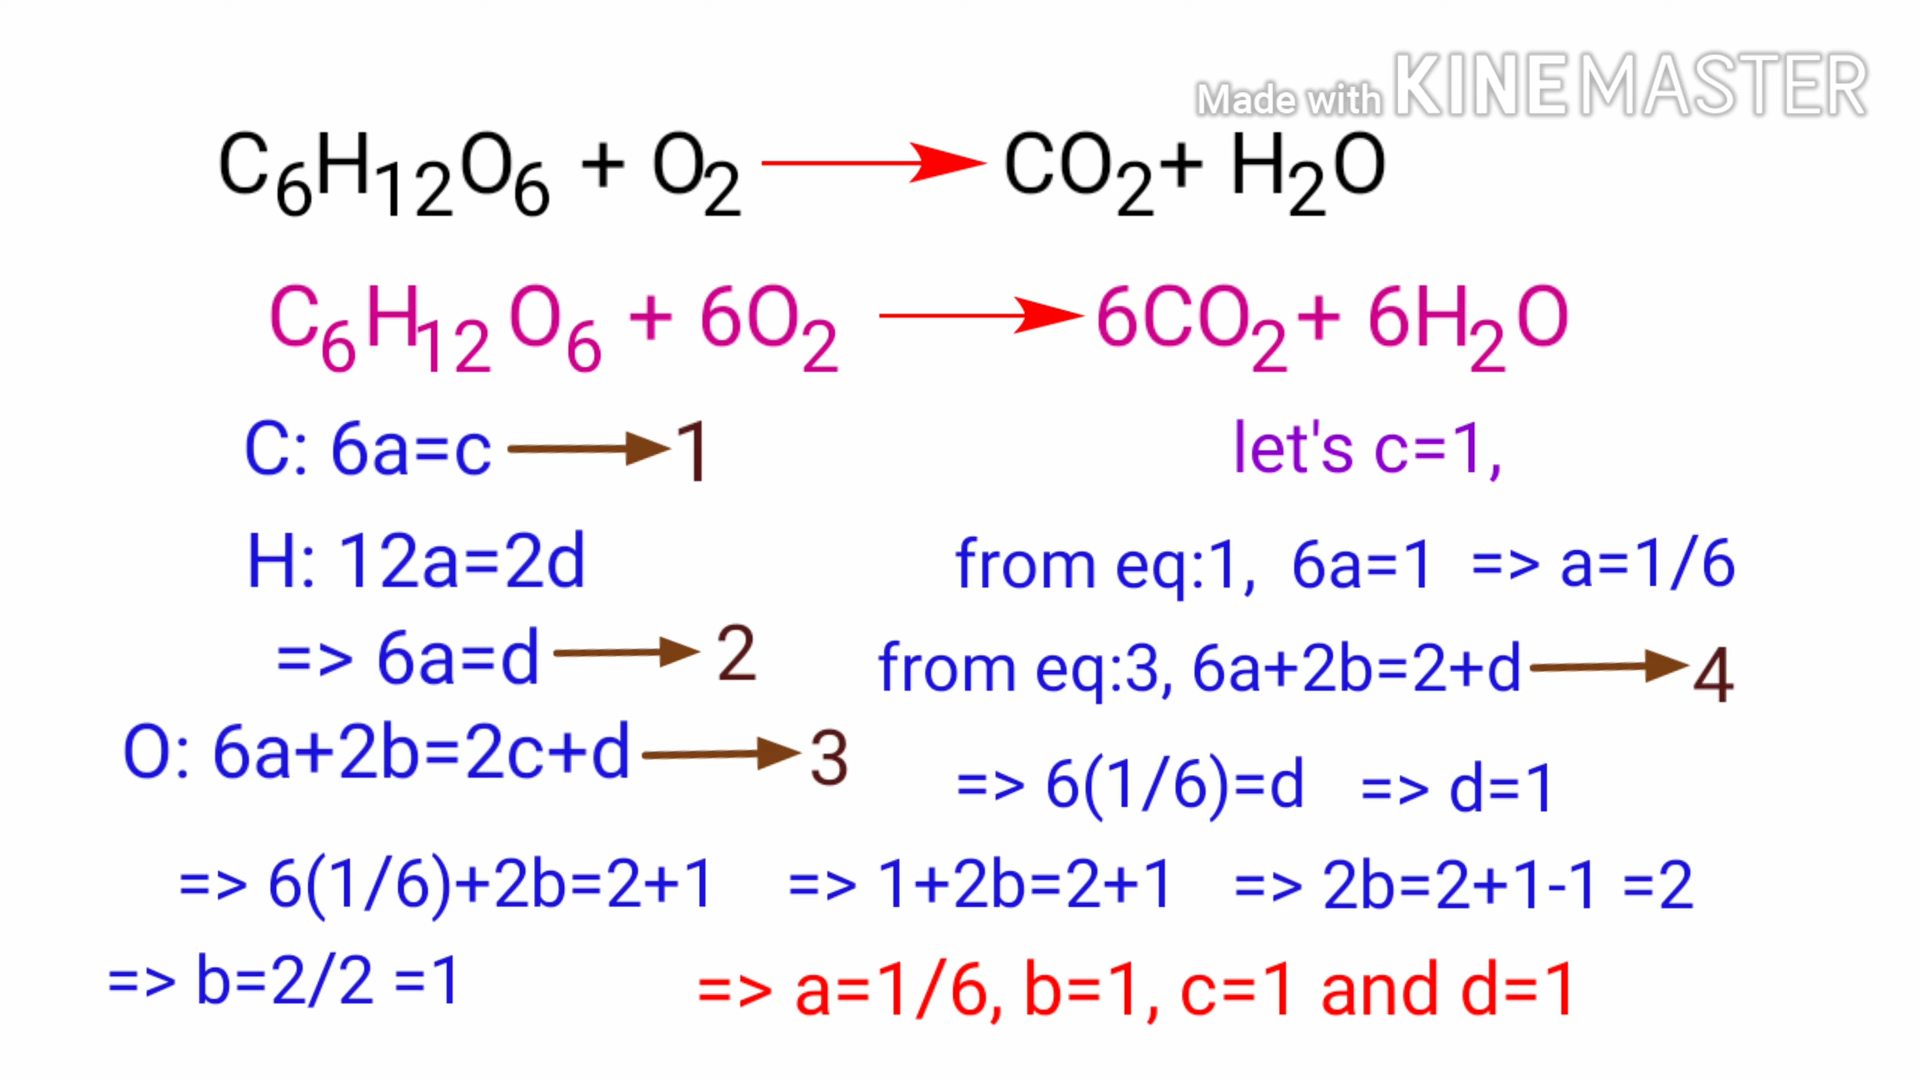 Made with KINEMASTER
C₆H₁₂O₆ + O₂ ⟶ CO₂+ H₂O
C₆H₁₂O₆ + 6O₂ ⟶ 6CO₂+ 6H₂O
C: 6a=c ⟶ 1
let's c=1,
H: 12a=2d
from eq:1, 6a=1 => a=1/6
=> 6a=d ⟶ 2
from eq:3, 6a+2b=2+d ⟶ 4
O: 6a+2b=2c+d ⟶ 3
=> 6(1/6)=d => d=1
=> 6(1/6)+2b=2+1 => 1+2b=2+1 => 2b=2+1-1 =2
=> b=2/2 =1 => a=1/6, b=1, c=1 and d=1